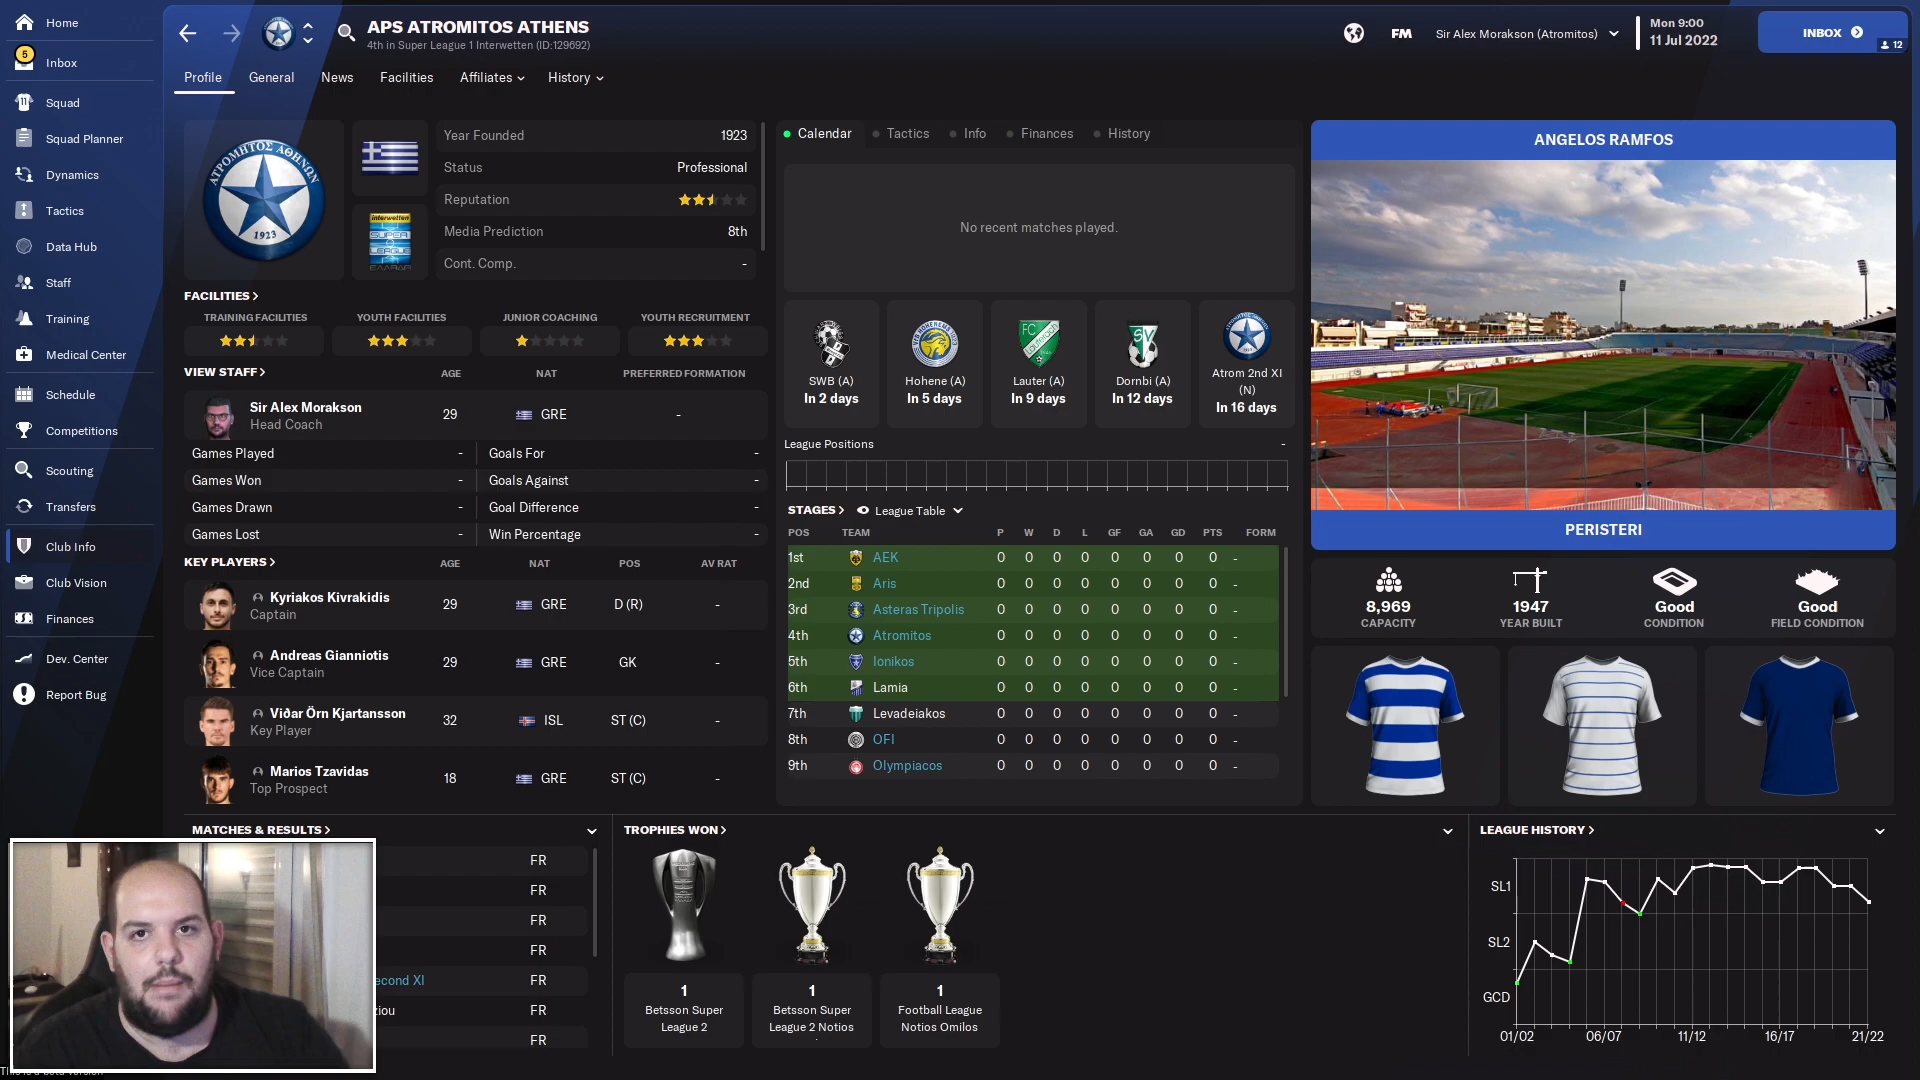 Home
Inbox
5
Squad
Squad Planner
Dynamics
Tactics
Data Hub
Staff
Training
Medical Center
Schedule
Competitions
Scouting
Transfers
Club Info
Club Vision
Finances
Dev. Center
Report Bug
APS ATROMITOS ATHENS
4th in Super League 1 Interwetten (ID:129692)
FM
Sir Alex Morakson (Atromitos)
Mon 9:00
11 Jul 2022
INBOX
12
Profile General News Facilities Affiliates History
ΑΤΡΟΜΗΤΟΣ ΑΘΗΝΩΝ
1923
interwetten
SUPER
LEAGUE
ΕΛΛΑΔΑ
Year Founded 1923
Status Professional
Reputation
Media Prediction 8th
Cont. Comp. -
FACILITIES >
TRAINING FACILITIES YOUTH FACILITIES JUNIOR COACHING YOUTH RECRUITMENT
VIEW STAFF > AGE NAT PREFERRED FORMATION
Sir Alex Morakson 29 GRE -
Head Coach
Games Played - Goals For -
Games Won - Goals Against -
Games Drawn - Goal Difference -
Games Lost - Win Percentage -
KEY PLAYERS > AGE NAT POS AV RAT
Kyriakos Kivrakidis 29 GRE D (R) -
Captain
Andreas Gianniotis 29 GRE GK -
Vice Captain
Viðar Örn Kjartansson 32 ISL ST (C) -
Key Player
Marios Tzavidas 18 GRE ST (C) -
Top Prospect
Calendar Tactics Info Finances History
No recent matches played.
SWB (A)
In 2 days
Hohene (A)
In 5 days
FC
Lauter (A)
In 9 days
SV
Dornbi (A)
In 12 days
Atrom 2nd XI
(N)
In 16 days
League Positions -
STAGES > League Table
POS TEAM P W D L GF GA GD PTS FORM
1st AEK 0 0 0 0 0 0 0 0 -
2nd Aris 0 0 0 0 0 0 0 0 -
3rd Asteras Tripolis 0 0 0 0 0 0 0 0 -
4th Atromitos 0 0 0 0 0 0 0 0 -
5th Ionikos 0 0 0 0 0 0 0 0 -
6th Lamia 0 0 0 0 0 0 0 0 -
7th Levadeiakos 0 0 0 0 0 0 0 0 -
8th OFI 0 0 0 0 0 0 0 0 -
9th Olympiacos 0 0 0 0 0 0 0 0 -
ANGELOS RAMFOS
PERISTERI
8,969
CAPACITY
1947
YEAR BUILT
Good
CONDITION
Good
FIELD CONDITION
MATCHES & RESULTS >
FR
FR
FR
FR
econd XI FR
ziou FR
FR
TROPHIES WON >
1
Betsson Super
League 2
1
Betsson Super
League 2 Notios
1
Football League
Notios Omilos
LEAGUE HISTORY >
SL1
SL2
GCD
01/02 06/07 11/12 16/17 21/22